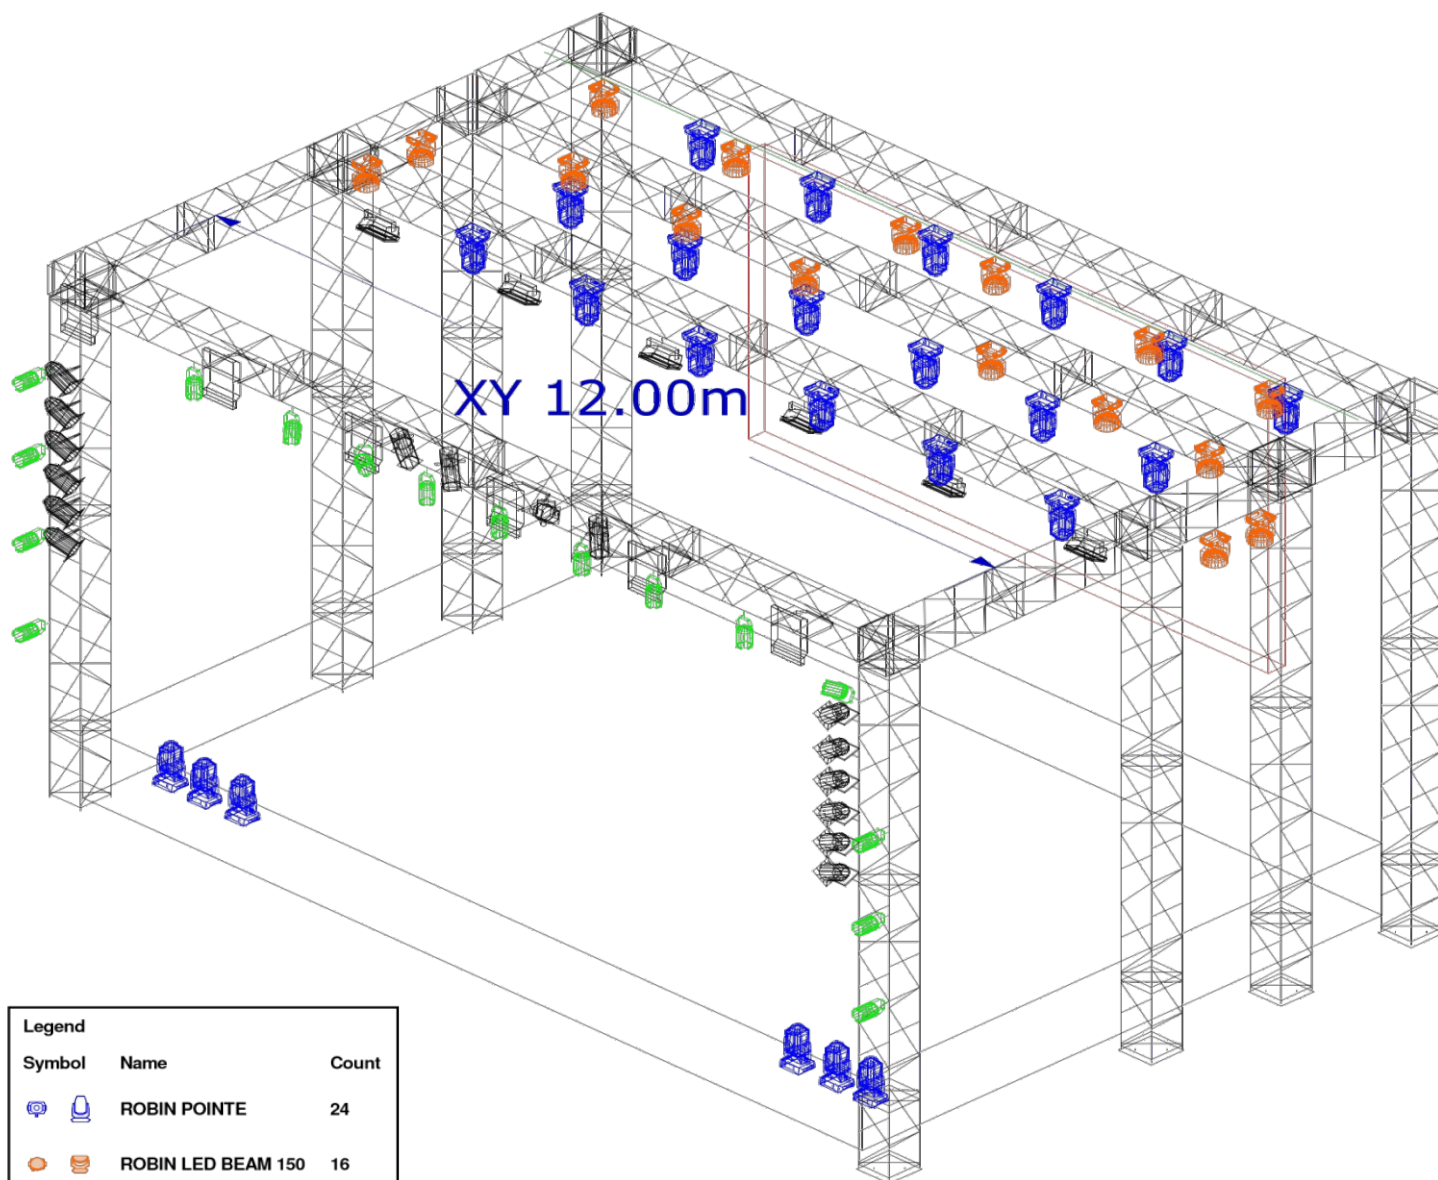 XY 12.00m
Legend
Symbol Name Count
ROBIN POINTE 24
ROBIN LED BEAM 150 16